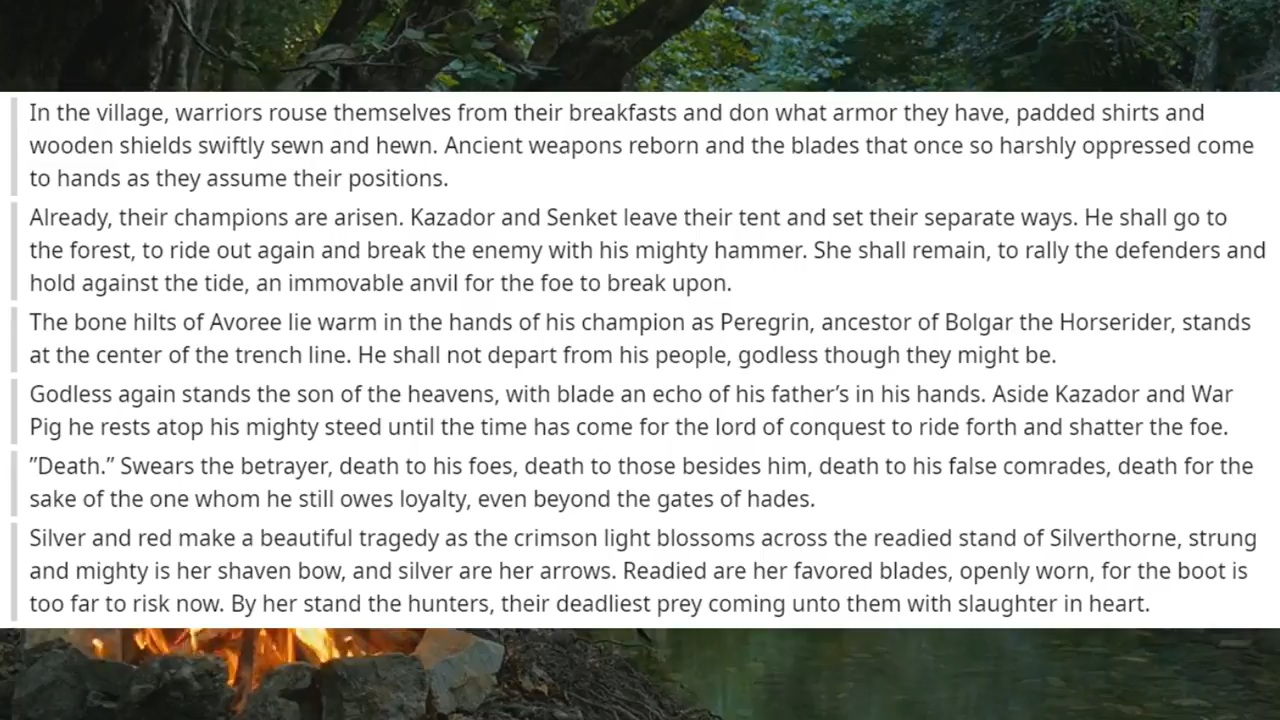 In the village, warriors rouse themselves from their breakfasts and don what armor they have, padded shirts and
wooden shields swiftly sewn and hewn. Ancient weapons reborn and the blades that once so harshly oppressed come
to hands as they assume their positions.
Already, their champions are arisen. Kazador and Senket leave their tent and set their separate ways. He shall go to
the forest, to ride out again and break the enemy with his mighty hammer. She shall remain, to rally the defenders and
hold against the tide, an immovable anvil for the foe to break upon.
The bone hilts of Avoree lie warm in the hands of his champion as Peregrin, ancestor of Bolgar the Horserider, stands
at the center of the trench line. He shall not depart from his people, godless though they might be.
Godless again stands the son of the heavens, with blade an echo of his father’s in his hands. Aside Kazador and War
Pig he rests atop his mighty steed until the time has come for the lord of conquest to ride forth and shatter the foe.
”Death.” Swears the betrayer, death to his foes, death to those besides him, death to his false comrades, death for the
sake of the one whom he still owes loyalty, even beyond the gates of hades.
Silver and red make a beautiful tragedy as the crimson light blossoms across the readied stand of Silverthorne, strung
and mighty is her shaven bow, and silver are her arrows. Readied are her favored blades, openly worn, for the boot is
too far to risk now. By her stand the hunters, their deadliest prey coming unto them with slaughter in heart.